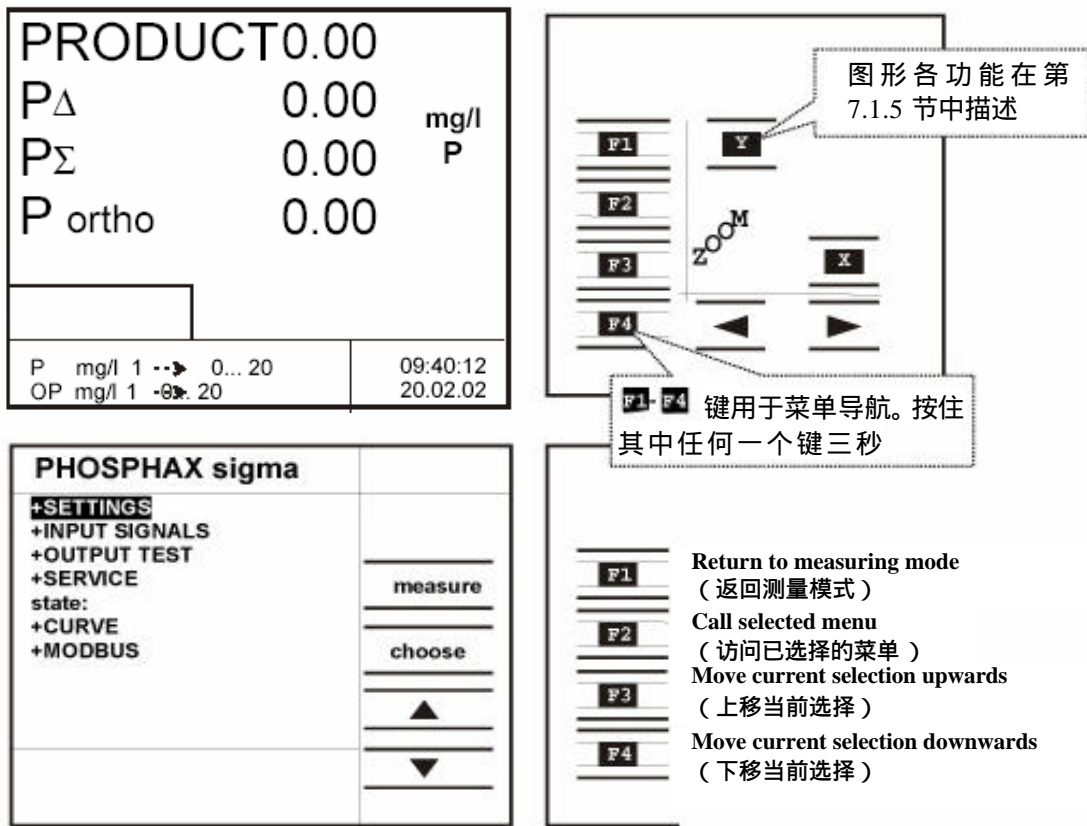 PRODUCT 0.00
P∆ 0.00
PΣ 0.00
P ortho 0.00
mg/l
P
P mg/l 1 --➤ 0... 20
OP mg/l 1 20
09:40:12
20.02.02
图形各功能在第
7.1.5 节中描述
F1
Y
F2
ZOOM
F3
X
F4
◀ ▶
F1-F4 键用于菜单导航。按住
其中任何一个键三秒
PHOSPHAX sigma
+SETTINGS
+INPUT SIGNALS
+OUTPUT TEST
+SERVICE
state:
+CURVE
+MODBUS
measure
choose
▲
▼
F1
Return to measuring mode
（返回测量模式）
F2
Call selected menu
（访问已选择的菜单）
F3
Move current selection upwards
（上移当前选择）
F4
Move current selection downwards
（下移当前选择）